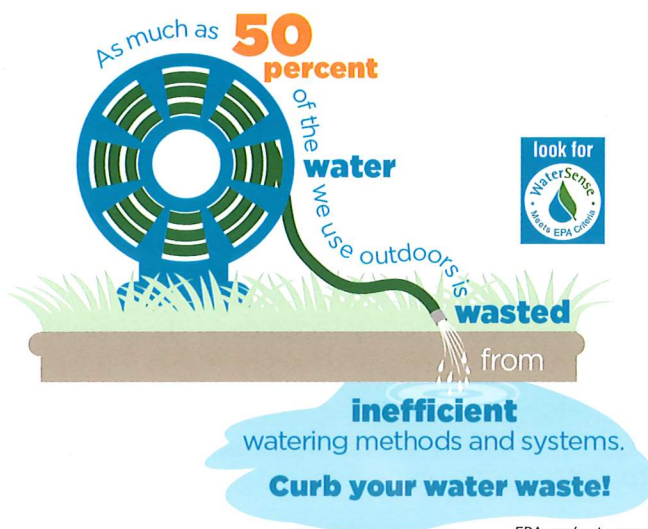 As much as 50
percent
of the
water
we use outdoors is
wasted
from
inefficient
watering methods and systems.
Curb your water waste!
look for
WaterSense
Meets EPA Criteria